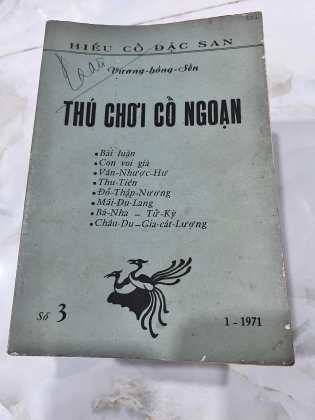 HIẾU CỔ ĐẶC SAN
Vương-hồng-Sển
THÚ CHƠI CỔ NGOẠN
• Bài luận
• Con voi già
• Văn-Nhược-Hư
• Thu-Tiên
• Đỗ-Thập-Nương
• Mãi-Du-Lang
• Bá-Nha – Tử-Kỳ
• Châu-Du – Gia-cát-Lượng
Số 3
1 - 1971